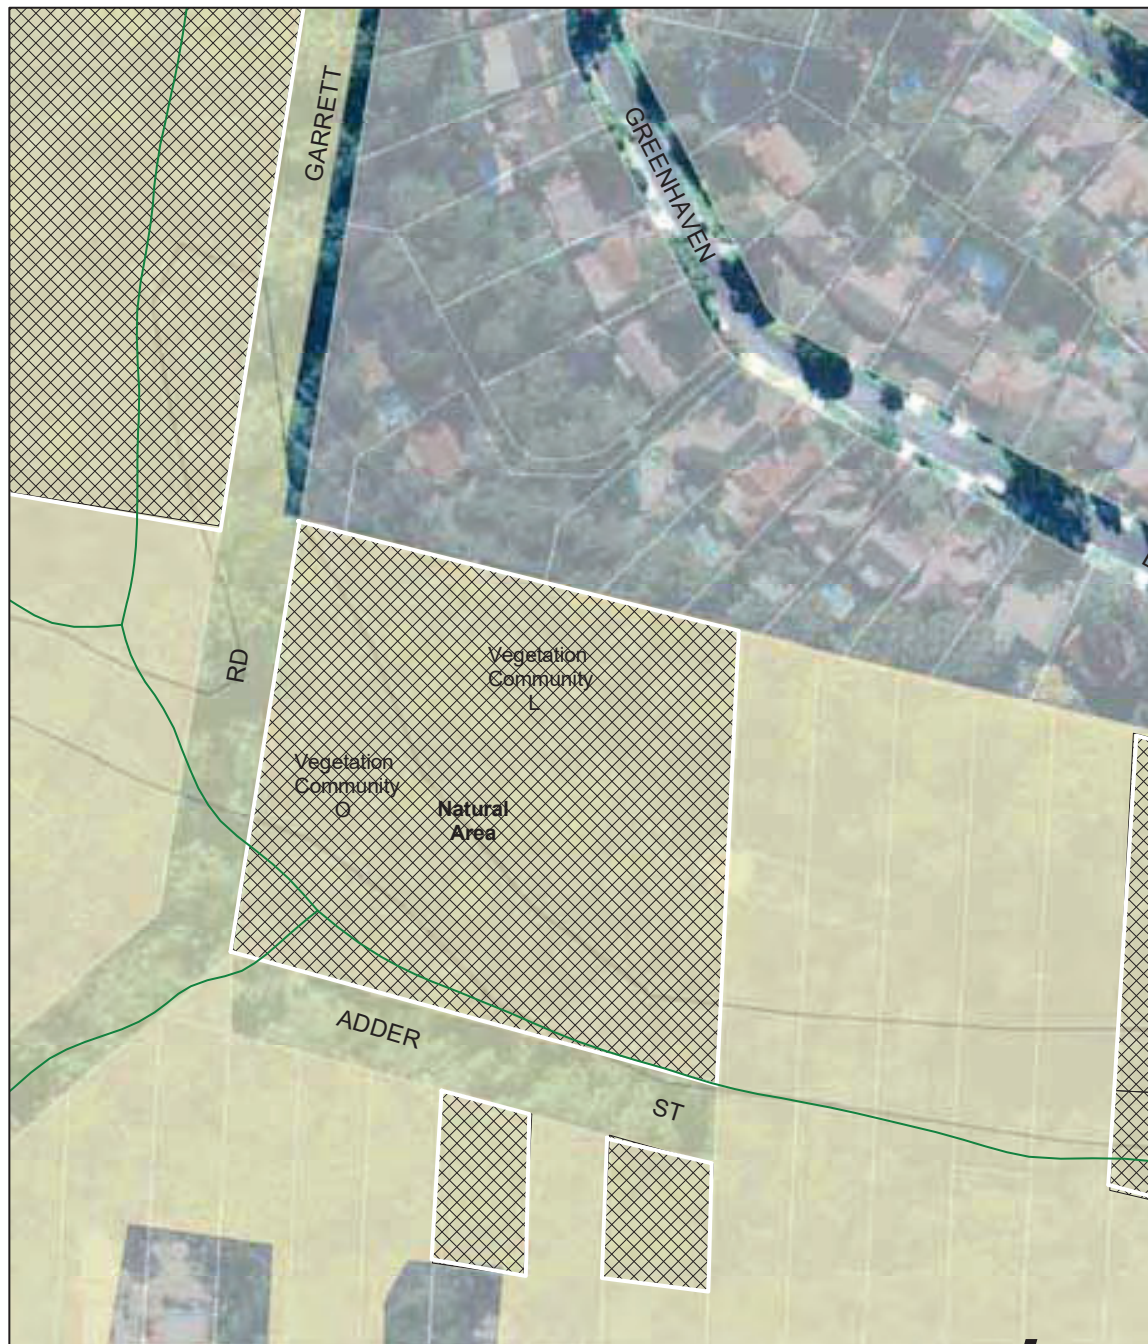 GARRETT
GREENHAVEN
RD
Vegetation
Community
L
Vegetation
Community
O
Natural
Area
ADDER
ST